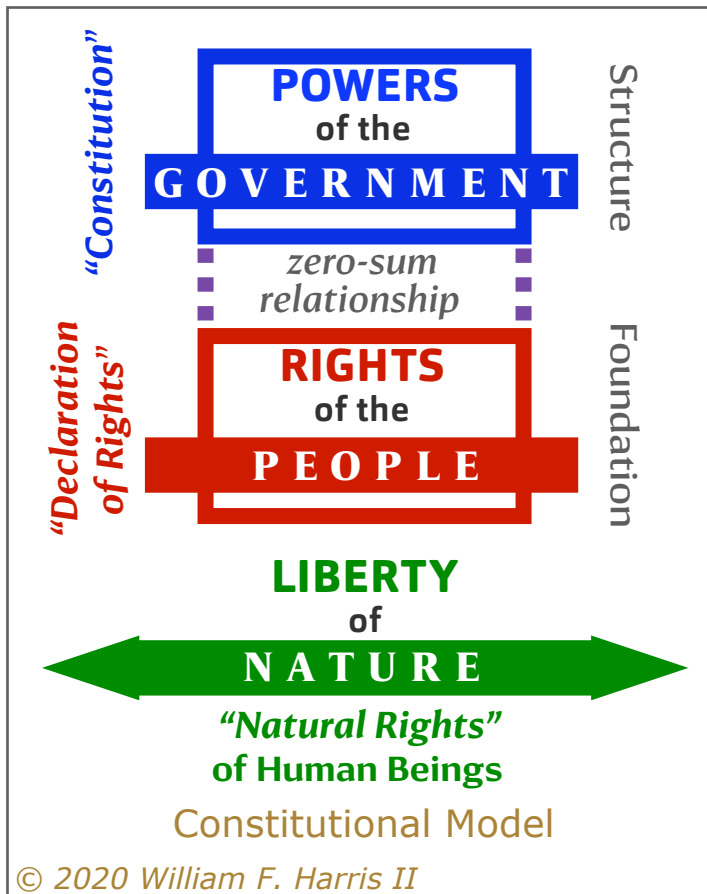 “Constitution”
POWERS
of the
GOVERNMENT
Structure
zero-sum
relationship
“Declaration
of Rights”
RIGHTS
of the
PEOPLE
Foundation
LIBERTY
of
NATURE
“Natural Rights”
of Human Beings
Constitutional Model
© 2020 William F. Harris II